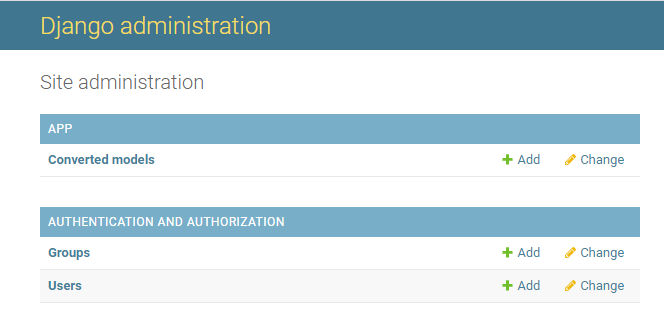 Django administration
Site administration
APP
Converted models Add Change
AUTHENTICATION AND AUTHORIZATION
Groups Add Change
Users Add Change